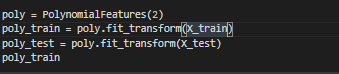 poly = PolynomialFeatures(2)
poly_train = poly.fit_transform(X_train)
poly_test = poly.fit_transform(X_test)
poly_train